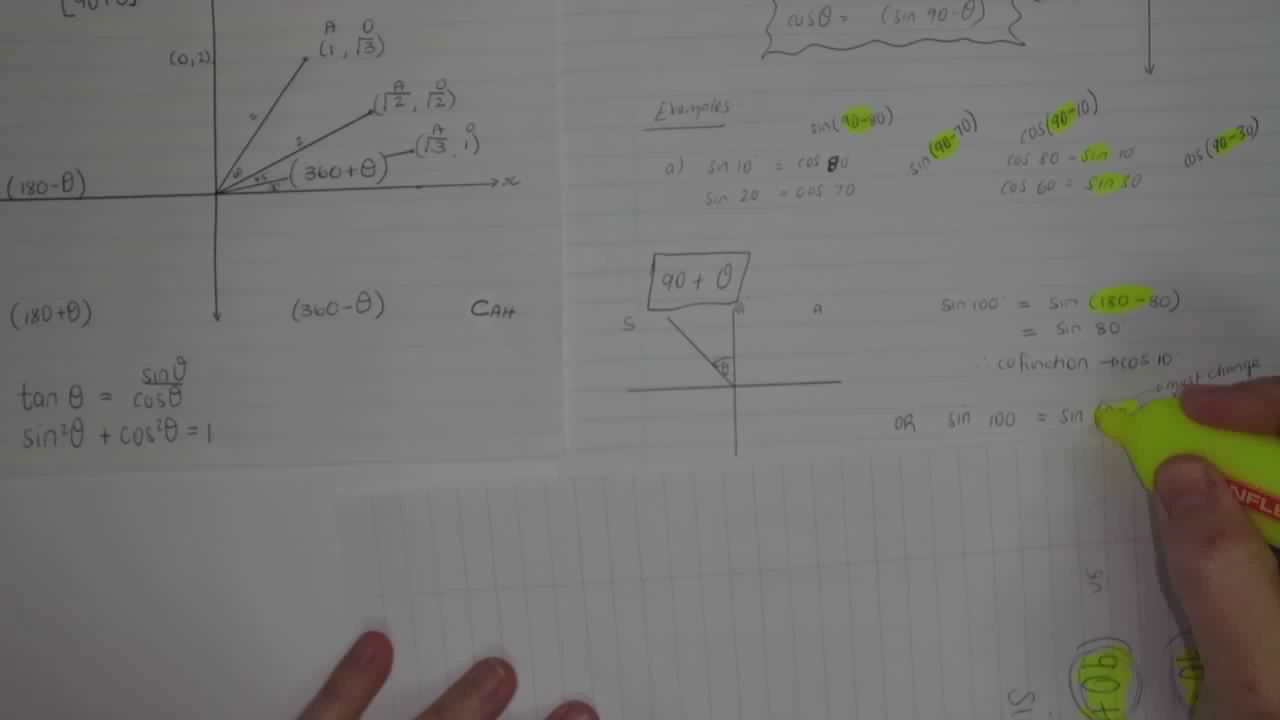 A O
(1, √3)
(0,2)
A O
(√2, √2)
2
A O
(√3, 1)
(360+θ)
x
(180-θ)
(180+θ)
(360-θ)
CAH
tan θ = sinθ/cosθ
sin²θ + cos²θ = 1
cosθ = (sin 90-θ)
Examples
sin(90-80)
sin(90-70)
cos(90-10)
cos(90-30)
a) sin 10 = cos 80
sin 20 = cos 70
cos 80 = sin 10
cos 60 = sin 30
90 + θ
S
A
θ
sin 100 = sin (180-80)
= sin 80
cofunction → cos 10
must change
OR sin 100 = sin